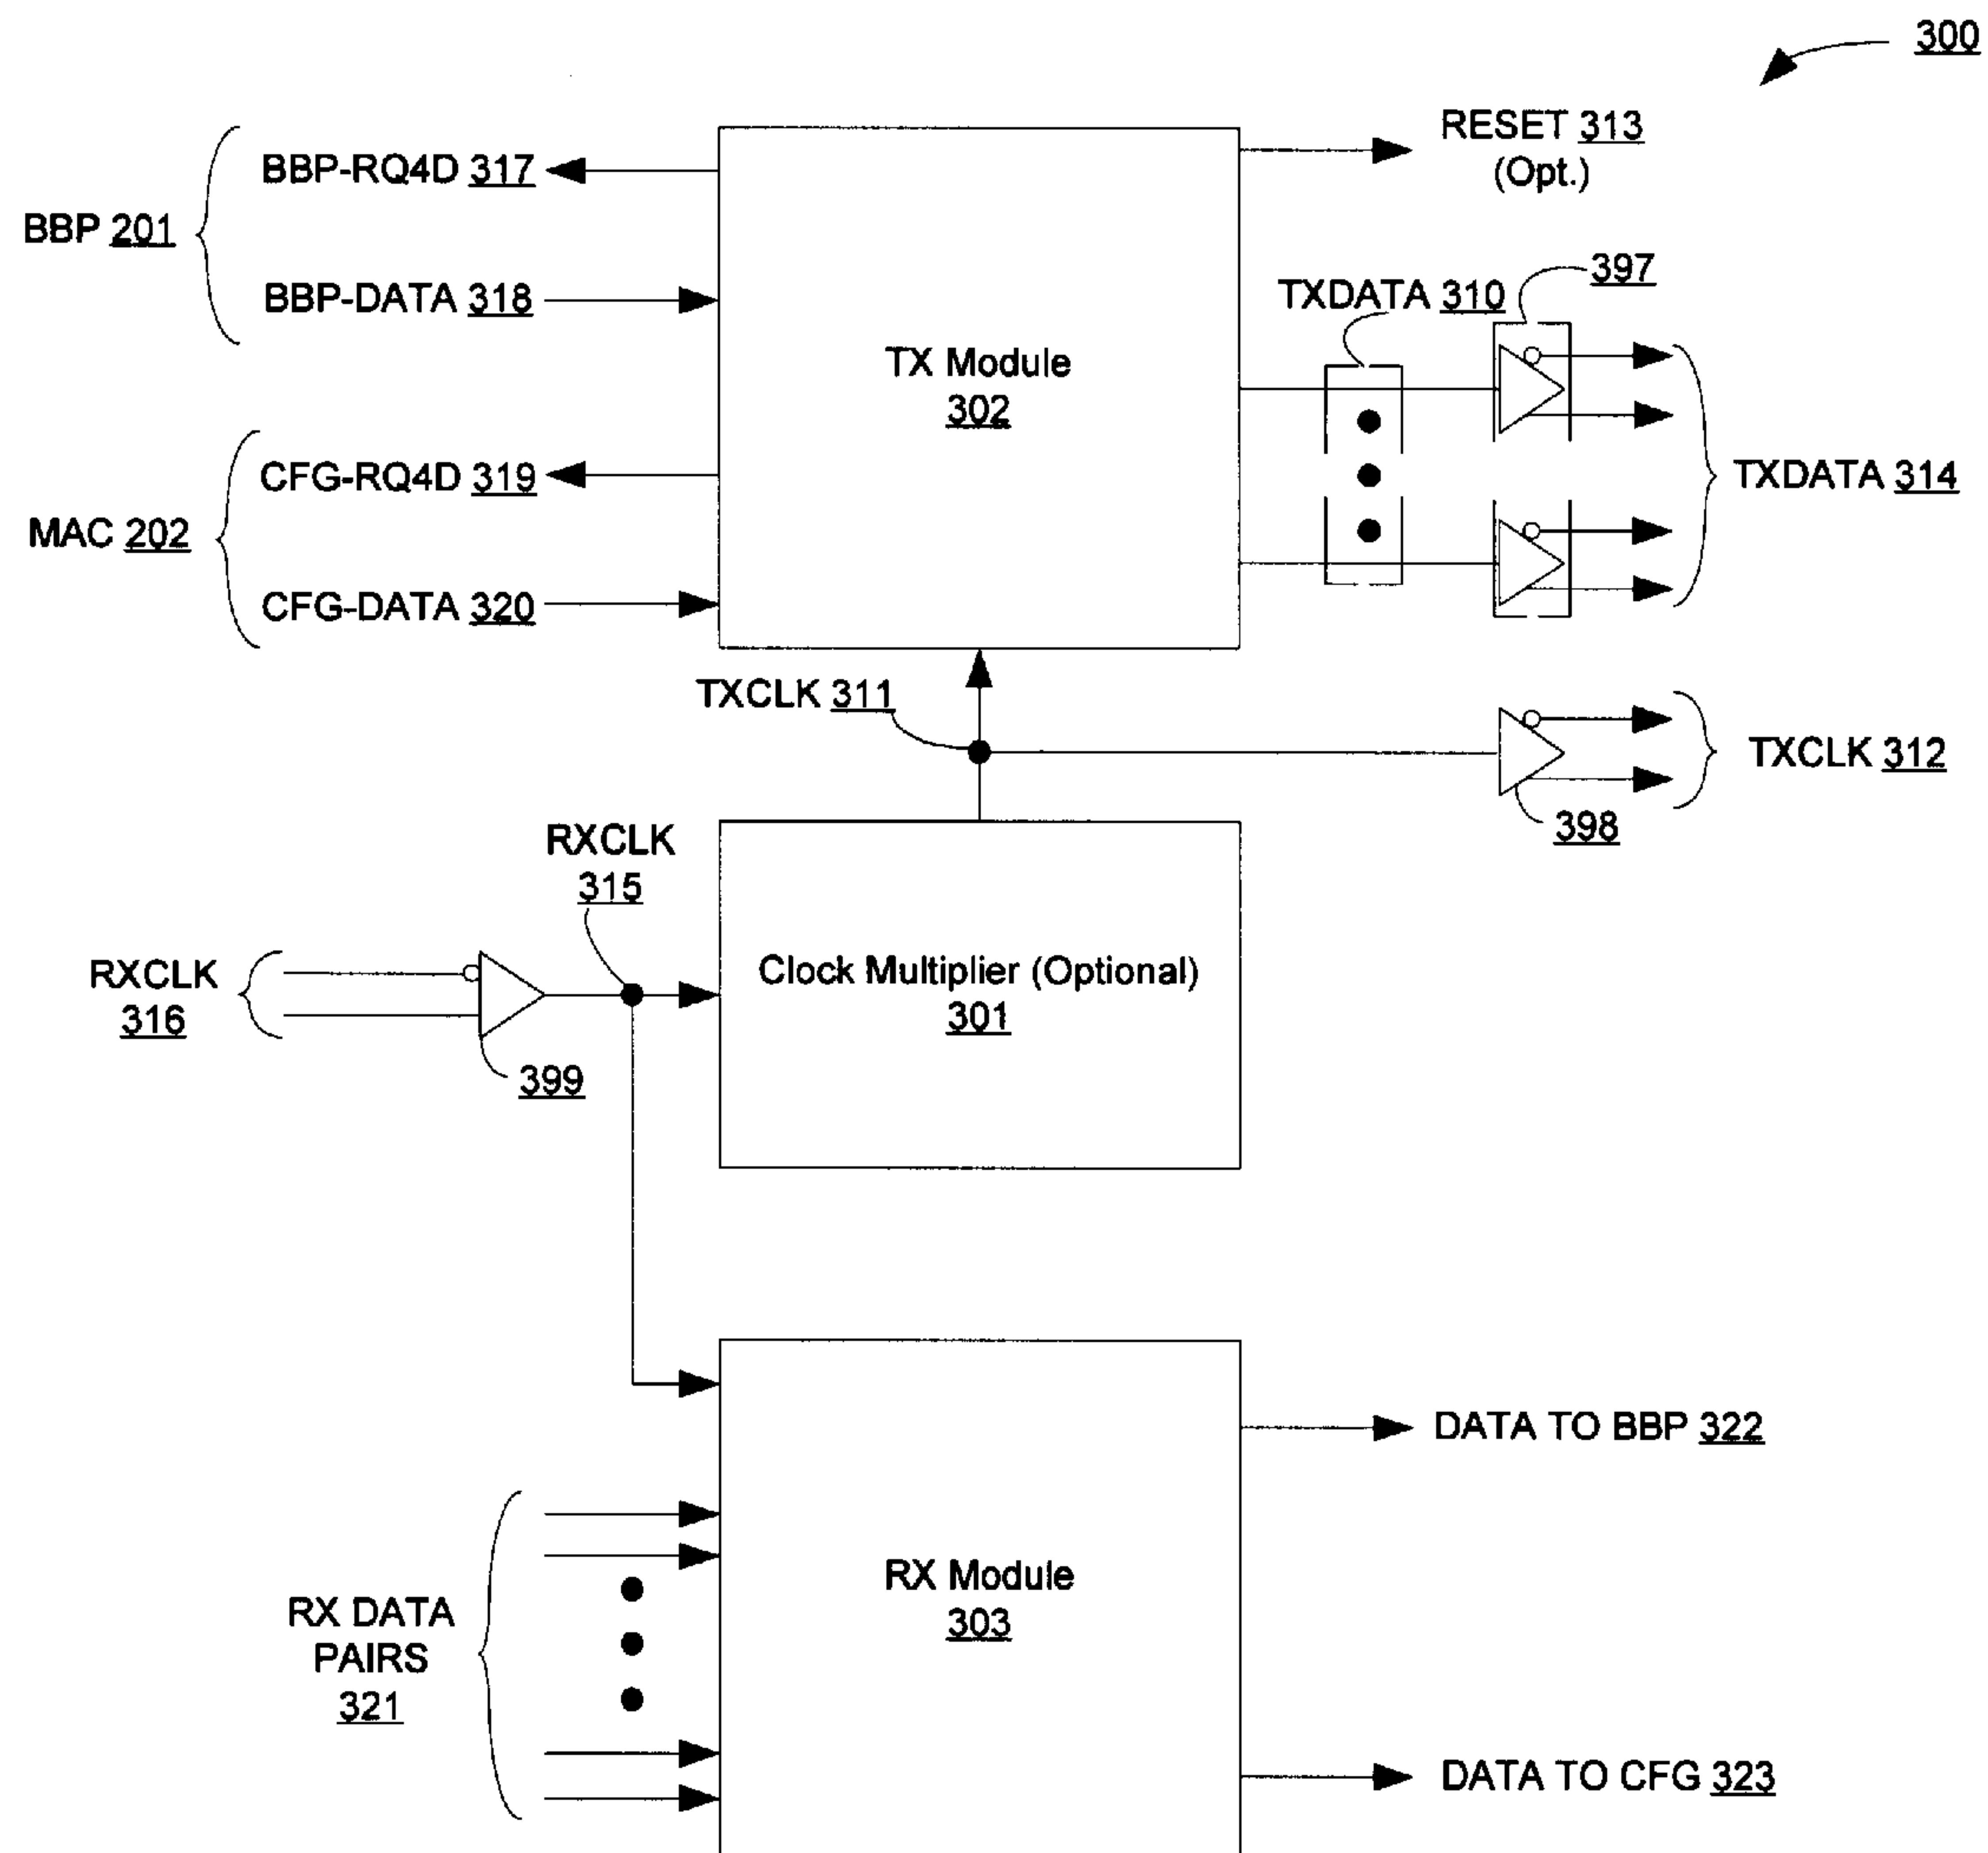 300
RESET 313
(Opt.)
BBP-RQ4D 317
BBP 201
BBP-DATA 318
397
TXDATA 310
TX Module
302
CFG-RQ4D 319
TXDATA 314
MAC 202
CFG-DATA 320
TXCLK 311
TXCLK 312
398
RXCLK
315
Clock Multiplier (Optional)
301
RXCLK
316
399
DATA TO BBP 322
RX Module
303
RX DATA
PAIRS
321
DATA TO CFG 323